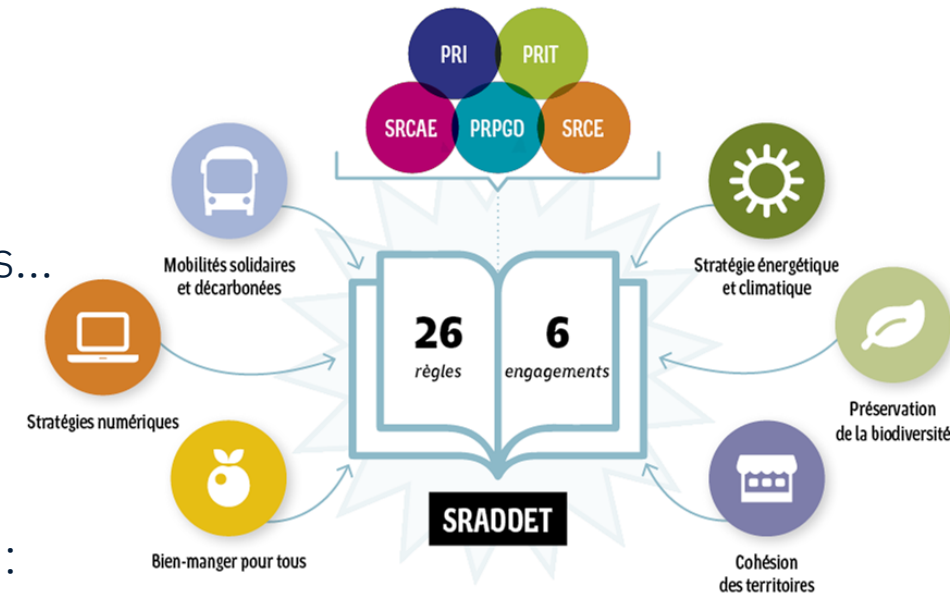 PRI
PRIT
SRCAE
PRPGD
SRCE
s...
Mobilités solidaires
et décarbonées
Stratégie énergétique
et climatique
26
règles
6
engagements
Stratégies numériques
Préservation
de la biodiversité
SRADDET
Bien-manger pour tous
:
Cohésion
des territoires